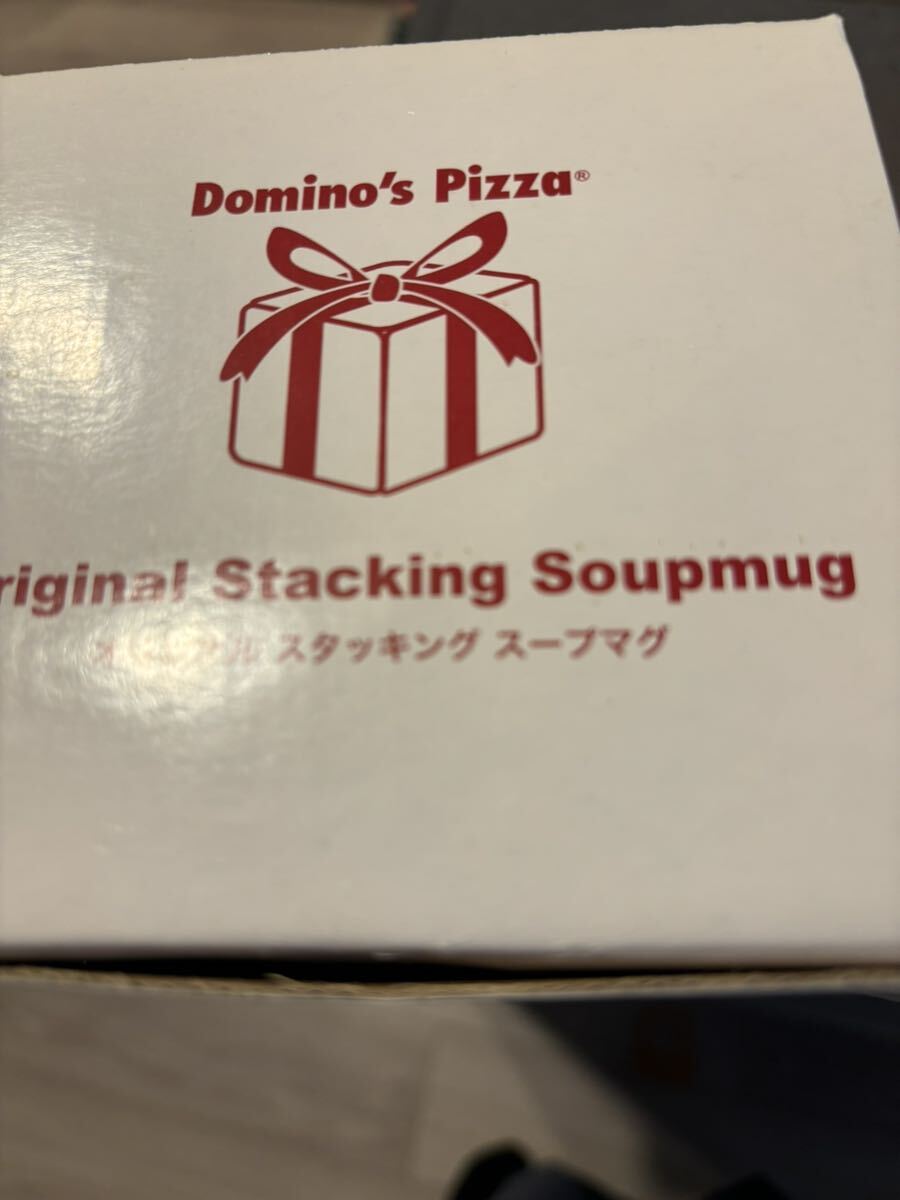 Domino's Pizza®
riginal Stacking Soupmug
スタッキング スープマグ